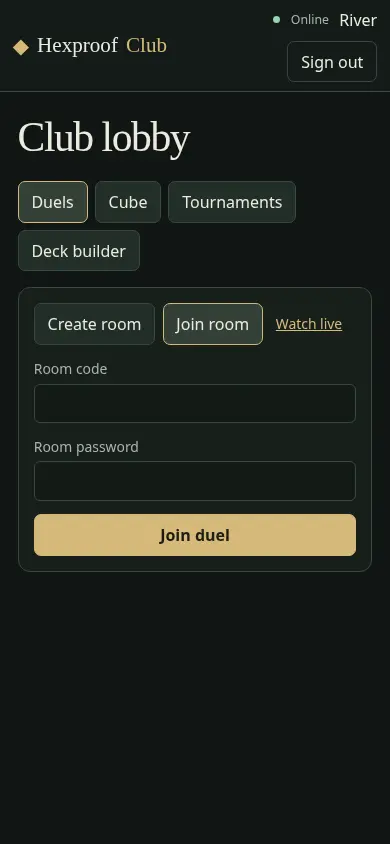 Online River
Hexproof Club
Sign out
Club lobby
Duels Cube Tournaments
Deck builder
Create room Join room Watch live
Room code
Room password
Join duel